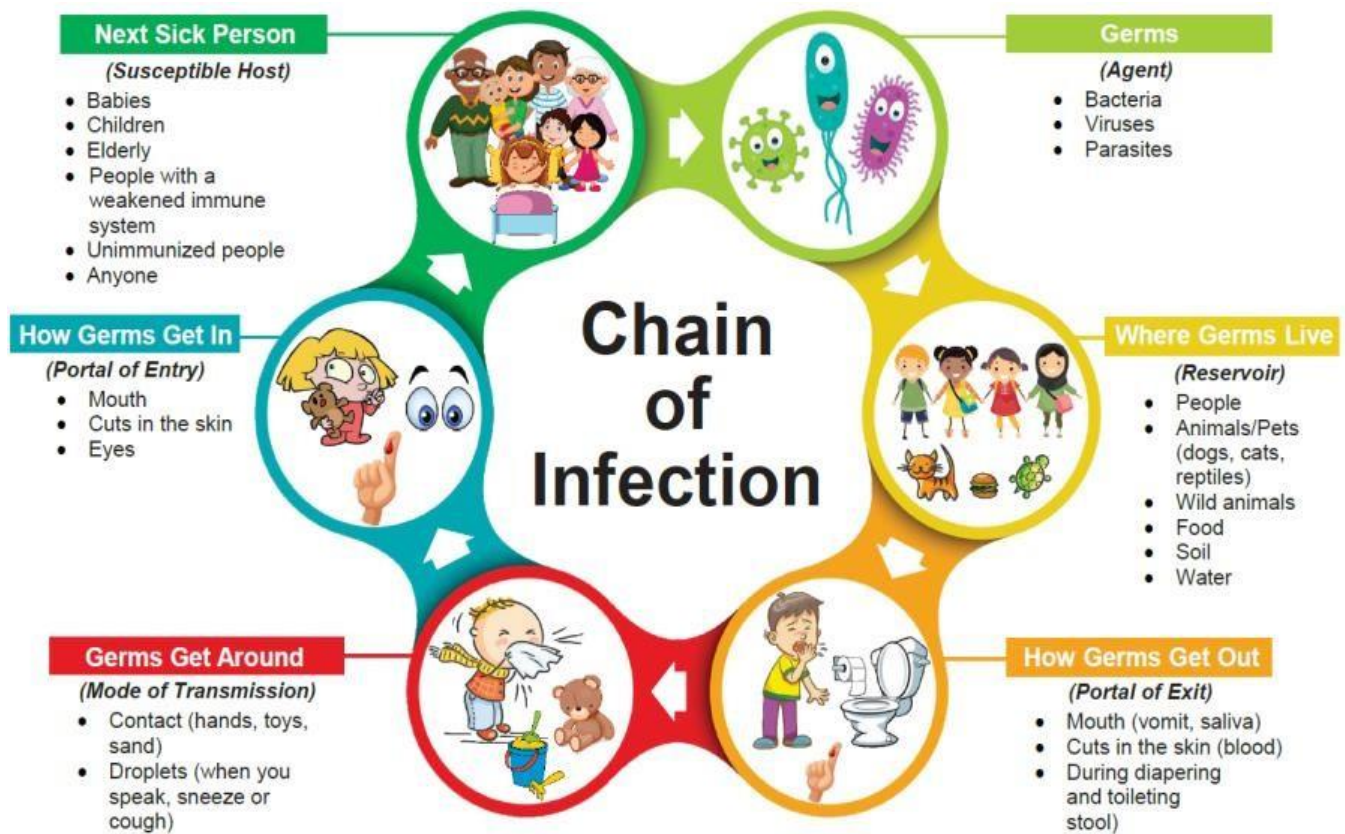 Chain
of
Infection
Germs
(Agent)
• Bacteria
• Viruses
• Parasites
Where Germs Live
(Reservoir)
• People
• Animals/Pets
(dogs, cats,
reptiles)
• Wild animals
• Food
• Soil
• Water
How Germs Get Out
(Portal of Exit)
• Mouth (vomit, saliva)
• Cuts in the skin (blood)
• During diapering
and toileting
stool)
Germs Get Around
(Mode of Transmission)
• Contact (hands, toys,
sand)
• Droplets (when you
speak, sneeze or
cough)
How Germs Get In
(Portal of Entry)
• Mouth
• Cuts in the skin
• Eyes
Next Sick Person
(Susceptible Host)
• Babies
• Children
• Elderly
• People with a
weakened immune
system
• Unimmunized people
• Anyone